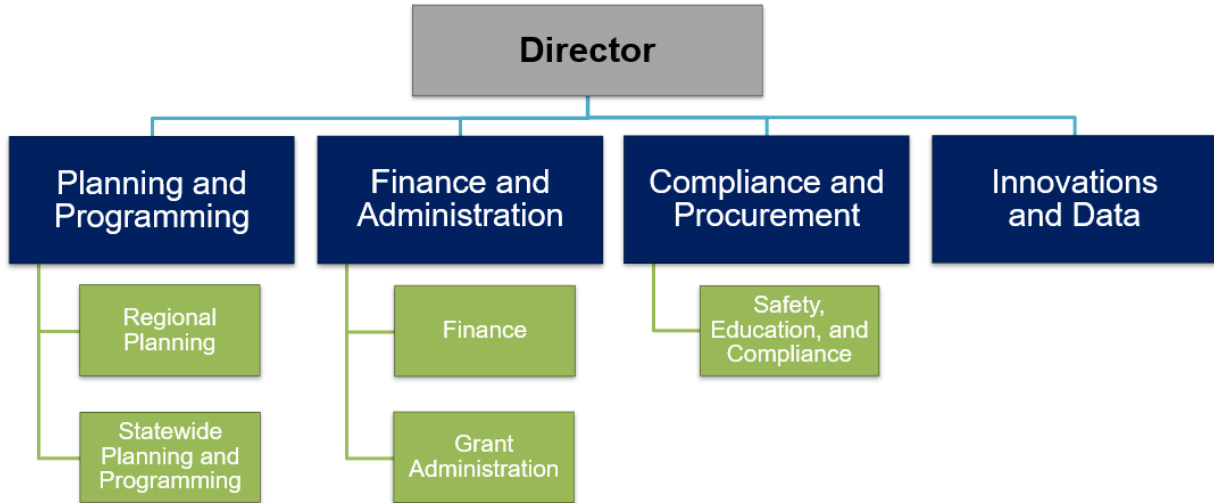 Director
Planning and
Programming
Finance and
Administration
Compliance and
Procurement
Innovations
and Data
Regional
Planning
Finance
Safety,
Education, and
Compliance
Statewide
Planning and
Programming
Grant
Administration